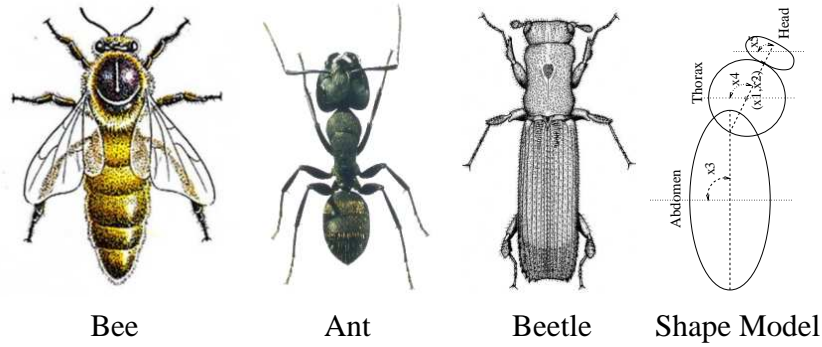 Head
x5
Thorax
x4
(x1,x2)
x3
Abdomen
Bee
Ant
Beetle
Shape Model